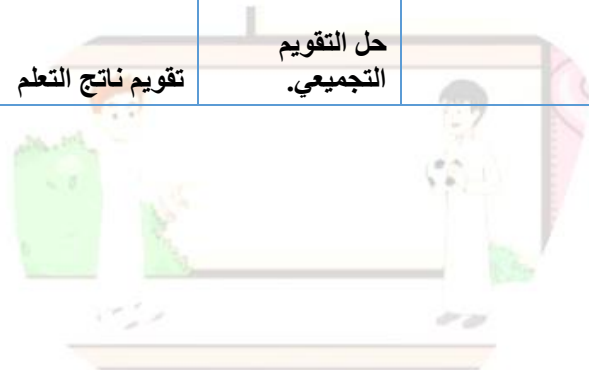 حل التقويم
التجميعي.
تقويم ناتج التعلم